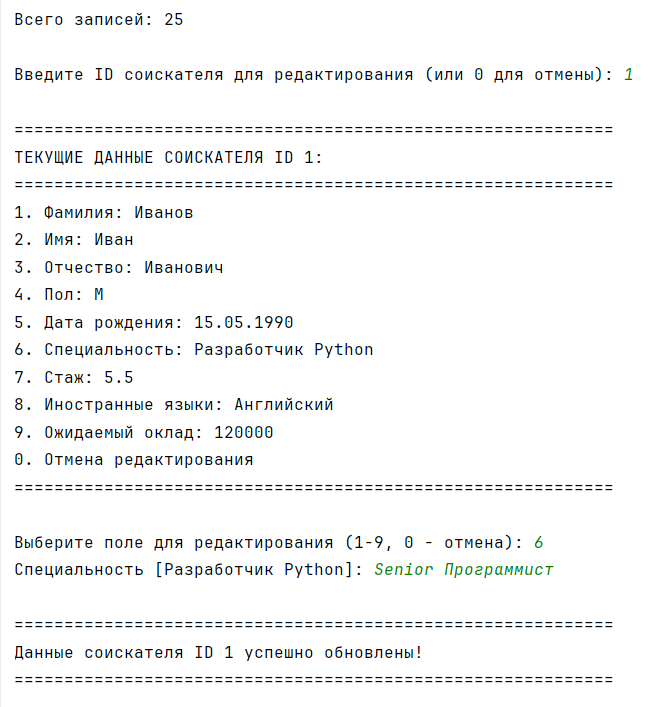 Всего записей: 25
Введите ID соискателя для редактирования (или 0 для отмены): 1
============================================================
ТЕКУЩИЕ ДАННЫЕ СОИСКАТЕЛЯ ID 1:
============================================================
1. Фамилия: Иванов
2. Имя: Иван
3. Отчество: Иванович
4. Пол: М
5. Дата рождения: 15.05.1990
6. Специальность: Разработчик Python
7. Стаж: 5.5
8. Иностранные языки: Английский
9. Ожидаемый оклад: 120000
0. Отмена редактирования
============================================================
Выберите поле для редактирования (1-9, 0 - отмена): 6
Специальность [Разработчик Python]: Senior Программист
============================================================
Данные соискателя ID 1 успешно обновлены!
============================================================